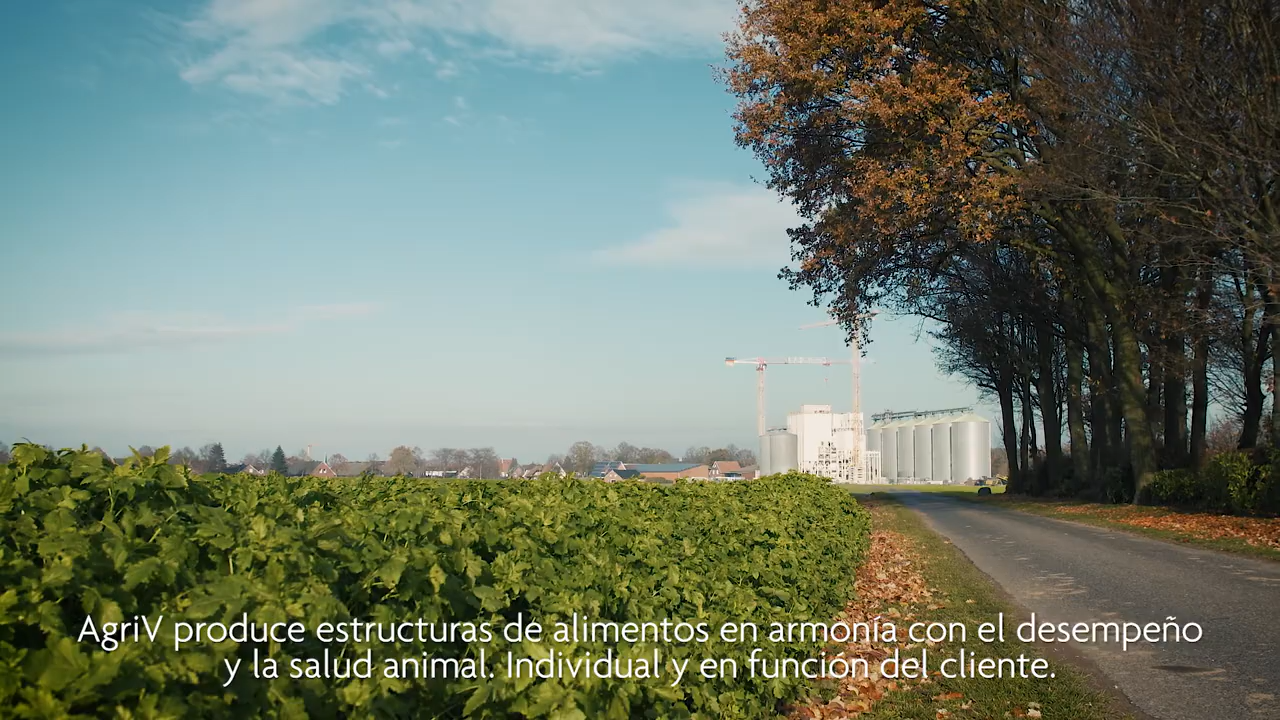 AgriV produce estructuras de alimentos en armonía con el desempeño
y la salud animal. Individual y en función del cliente.